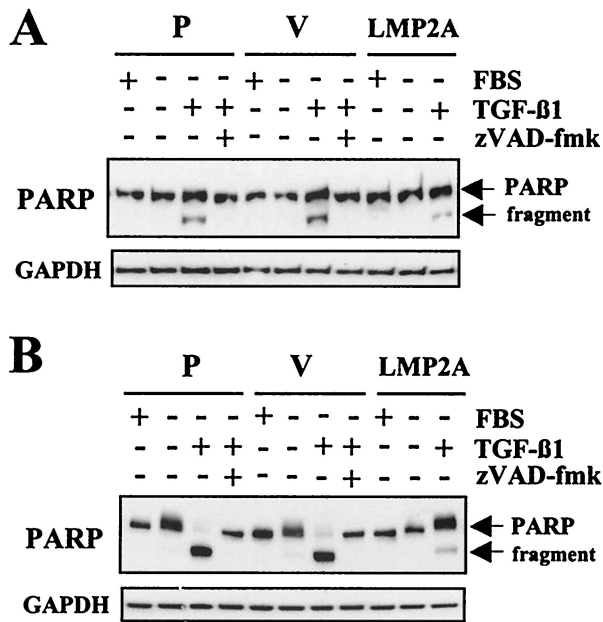 A
P V LMP2A
+ - - - + - - - + - - FBS
- - + + - - + + - - + TGF-ß1
- - - + - - - + - - - zVAD-fmk
PARP PARP
fragment
GAPDH
B
P V LMP2A
+ - - - + - - - + - - FBS
- - + + - - + + - - + TGF-ß1
- - - + - - - + - - - zVAD-fmk
PARP PARP
fragment
GAPDH